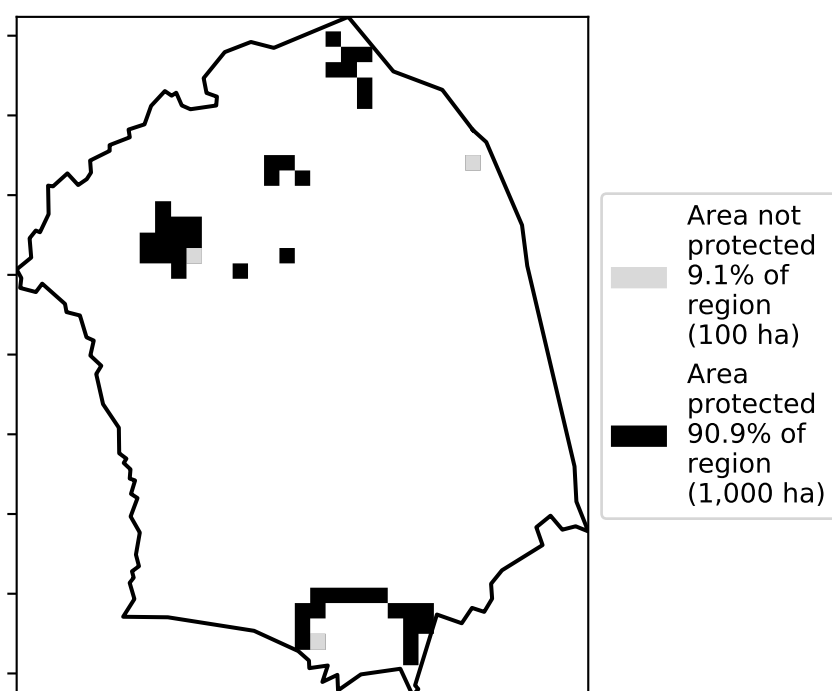 Area not
protected
9.1% of
region
(100 ha)
Area
protected
90.9% of
region
(1,000 ha)